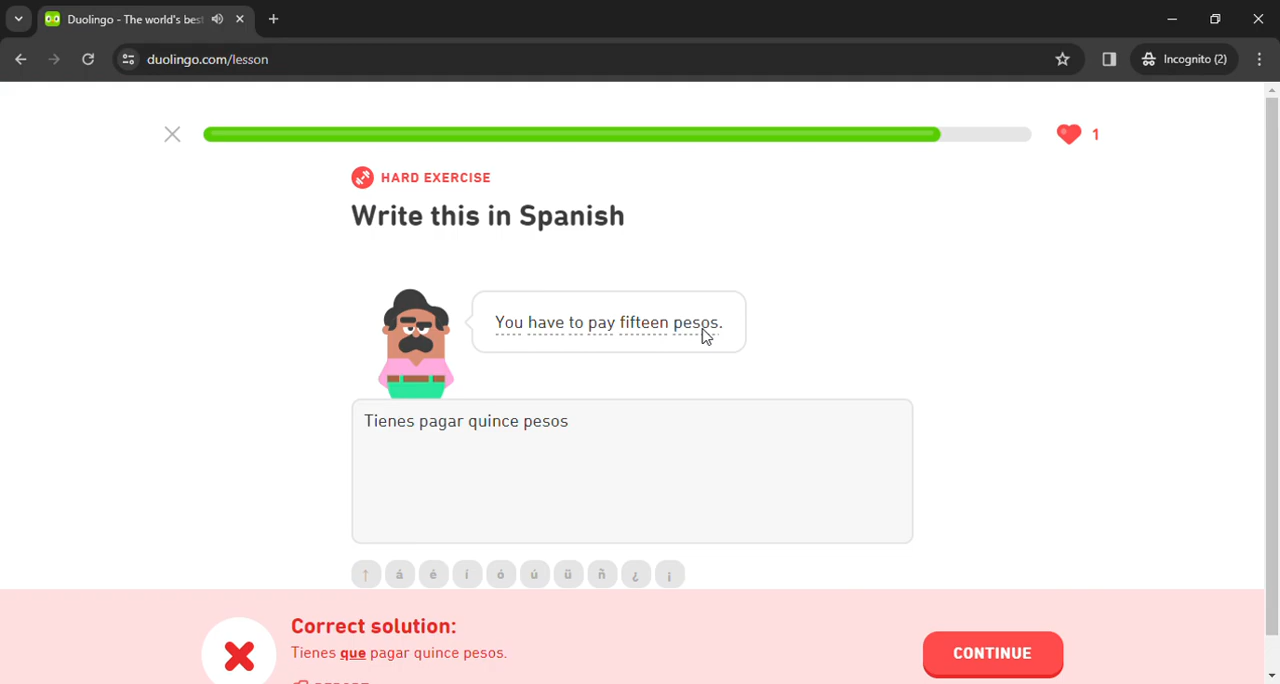 Duolingo - The world's bes
duolingo.com/lesson
Incognito (2)
1
HARD EXERCISE
Write this in Spanish
You have to pay fifteen pesos.
Tienes pagar quince pesos
↑ á é í ó ú ü ñ ¿ ¡
Correct solution:
Tienes que pagar quince pesos.
CONTINUE